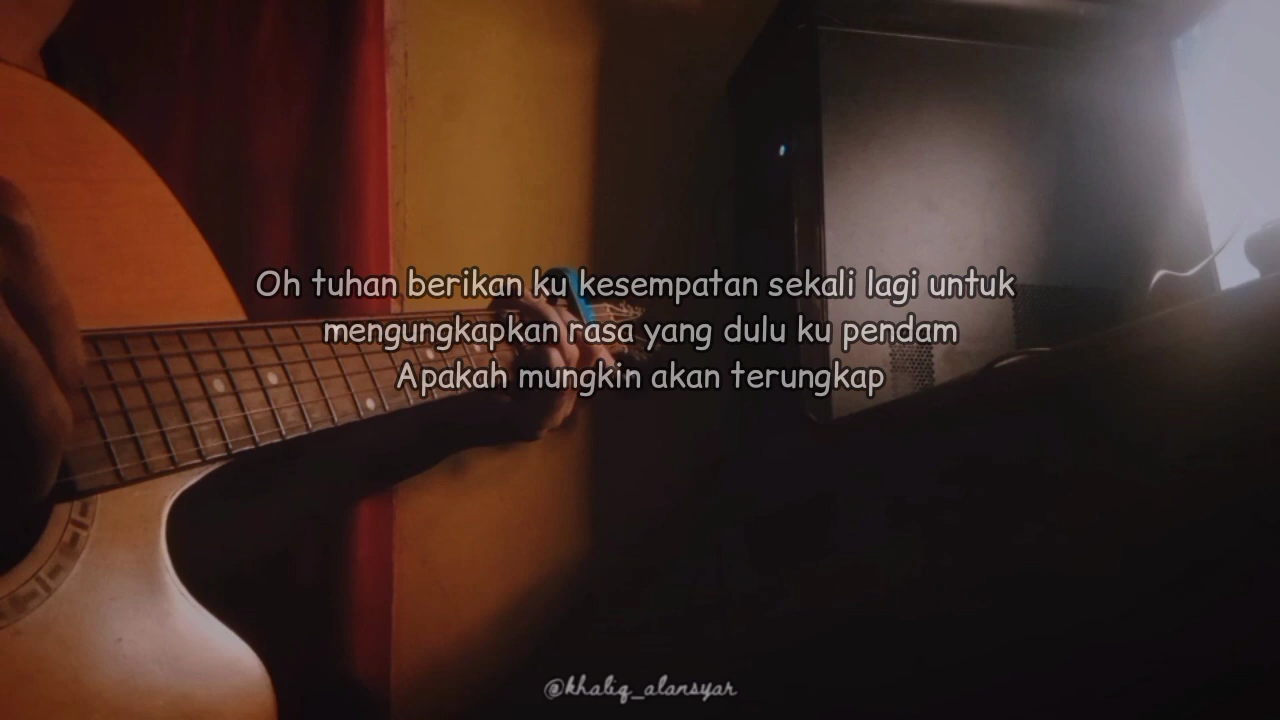 Oh tuhan berikan ku kesempatan sekali lagi untuk
mengungkapkan rasa yang dulu ku pendam
Apakah mungkin akan terungkap
@khaliq_alansyar